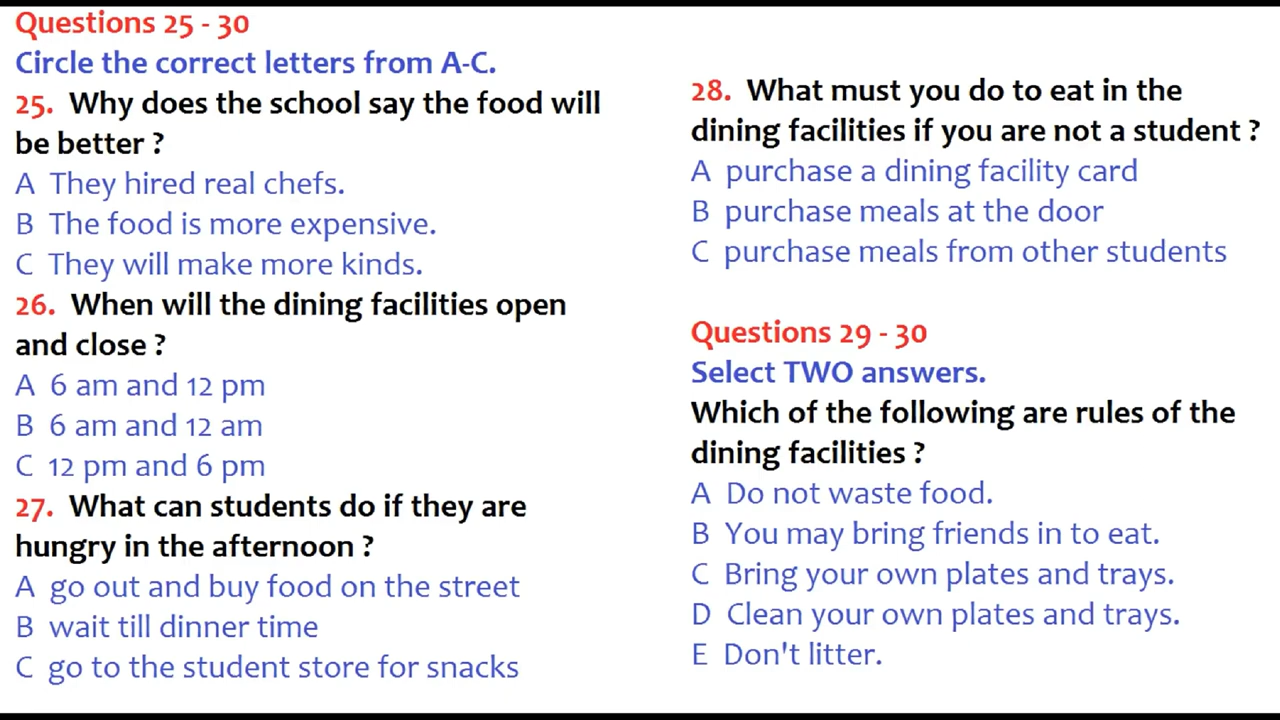 Questions 25 - 30
Circle the correct letters from A-C.
25. Why does the school say the food will
be better ?
A They hired real chefs.
B The food is more expensive.
C They will make more kinds.
26. When will the dining facilities open
and close ?
A 6 am and 12 pm
B 6 am and 12 am
C 12 pm and 6 pm
27. What can students do if they are
hungry in the afternoon ?
A go out and buy food on the street
B wait till dinner time
C go to the student store for snacks
28. What must you do to eat in the
dining facilities if you are not a student ?
A purchase a dining facility card
B purchase meals at the door
C purchase meals from other students
Questions 29 - 30
Select TWO answers.
Which of the following are rules of the
dining facilities ?
A Do not waste food.
B You may bring friends in to eat.
C Bring your own plates and trays.
D Clean your own plates and trays.
E Don't litter.